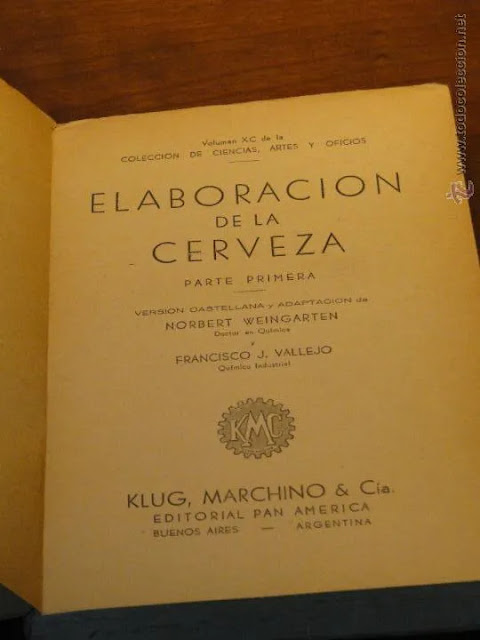 Volumen XC de la
COLECCION DE CIENCIAS, ARTES Y OFICIOS
ELABORACION
DE LA
CERVEZA
PARTE PRIMERA
VERSION CASTELLANA y ADAPTACION de
NORBERT WEINGARTEN
Doctor en Química
y
FRANCISCO J. VALLEJO
Químico Industrial
KMC
KLUG, MARCHINO & Cía.
EDITORIAL PAN AMERICA
BUENOS AIRES — ARGENTINA
www.todocoleccion.net